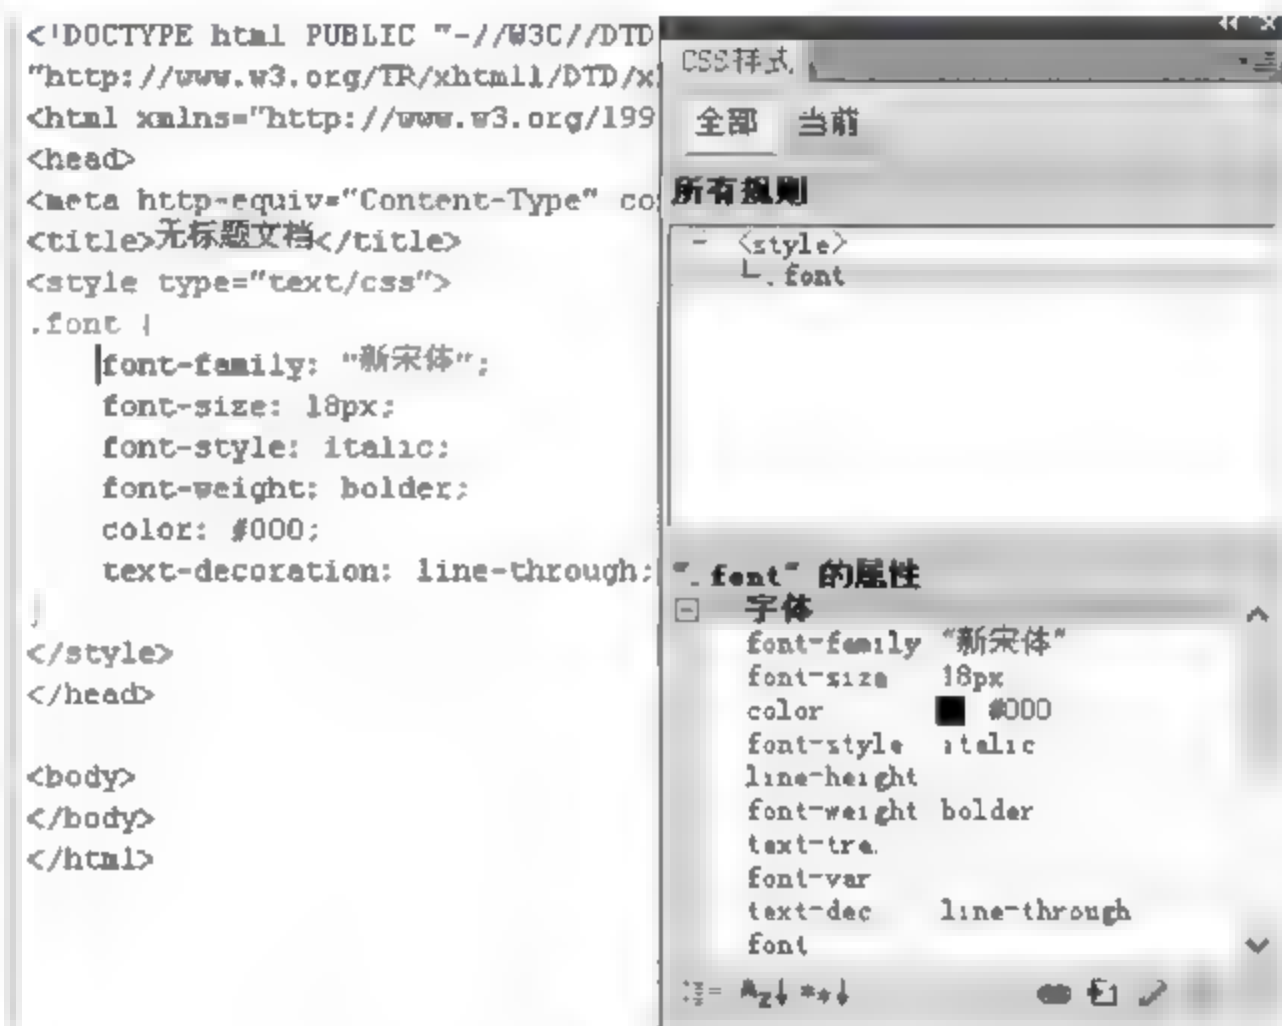 <!DOCTYPE html PUBLIC "-//W3C//DTD
"http://www.w3.org/TR/xhtml1/DTD/x
<html xmlns="http://www.w3.org/199
<head>
<meta http-equiv="Content-Type" co
<title>无标题文档</title>
<style type="text/css">
.font {
font-family: "新宋体";
font-size: 18px;
font-style: italic;
font-weight: bolder;
color: #000;
text-decoration: line-through;
}
</style>
</head>
<body>
</body>
</html>
CSS样式
全部 当前
所有规则
- <style>
.font
".font" 的属性
字体
font-family "新宋体"
font-size 18px
color #000
font-style italic
line-height
font-weight bolder
text-tra.
font-var
text-dec line-through
font